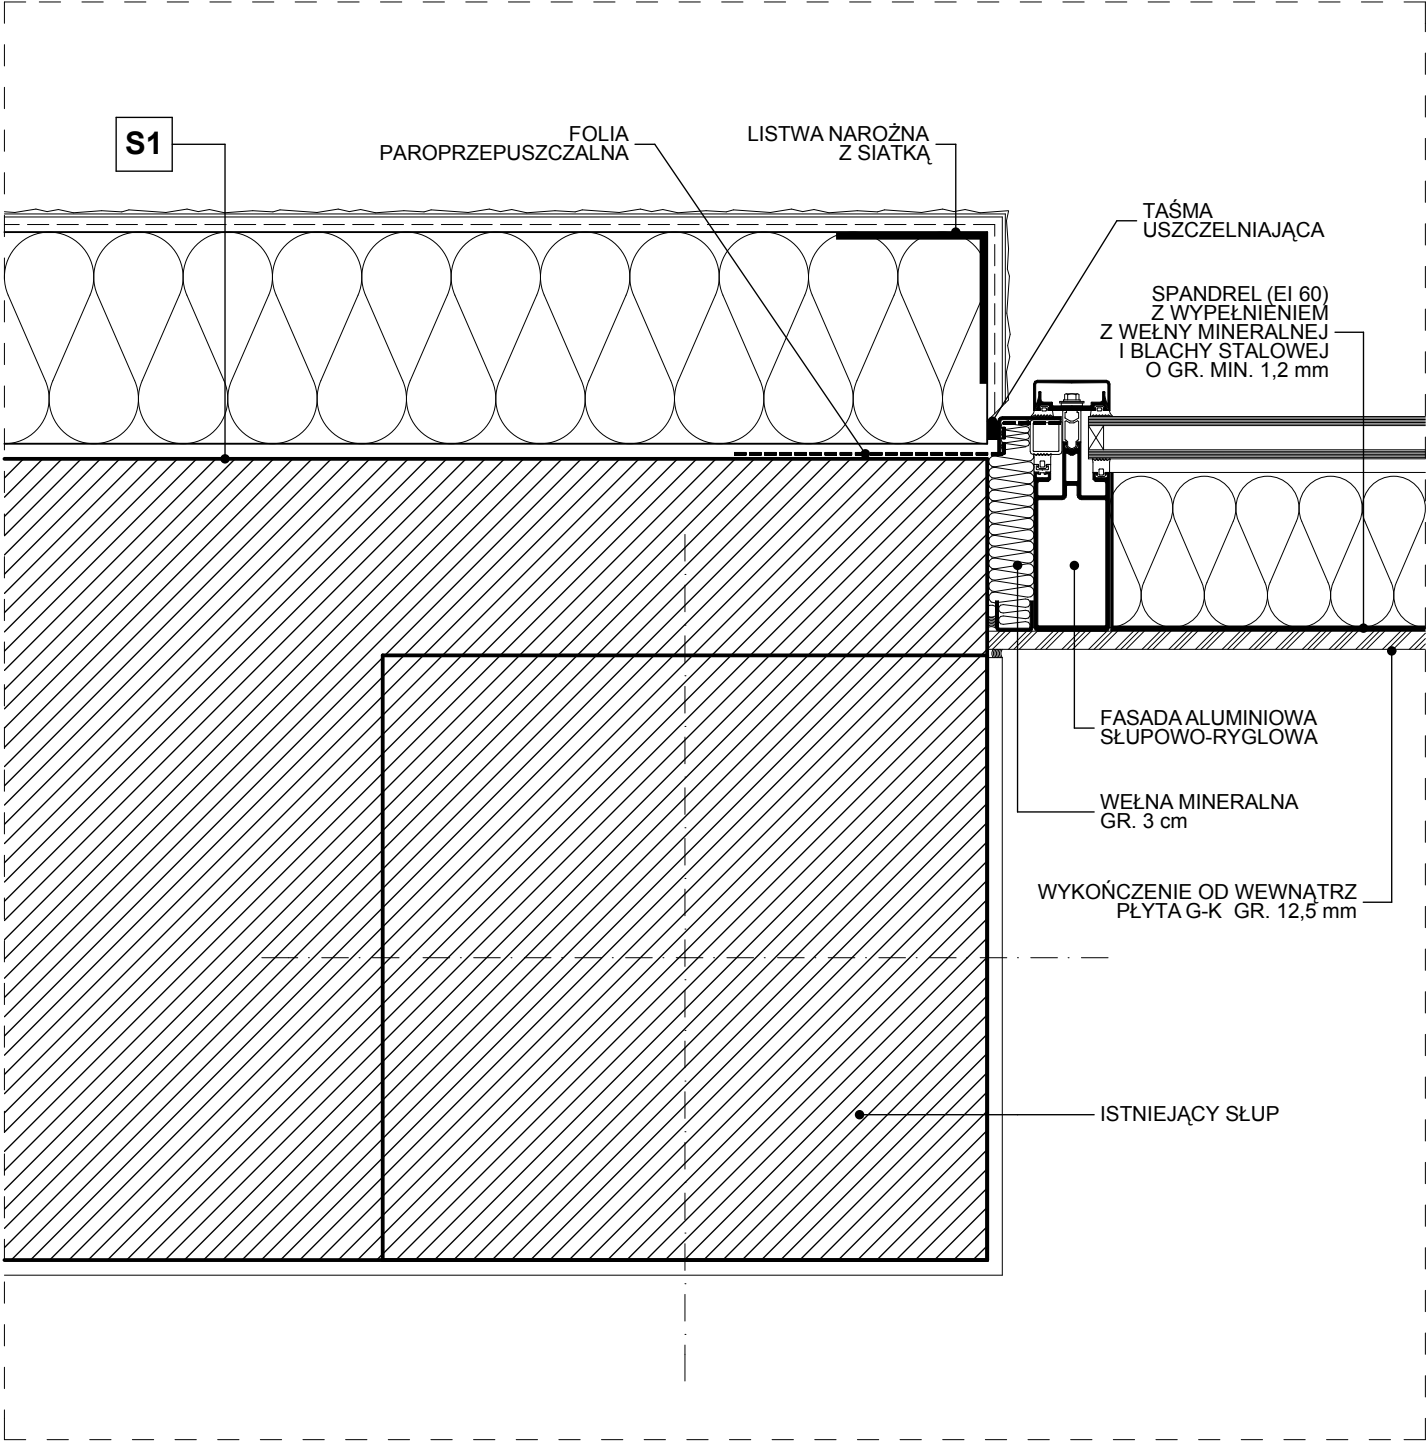 S1
FOLIA
PAROPRZEPUSZCZALNA
LISTWA NAROŻNA
Z SIATKĄ
TAŚMA
USZCZELNIAJĄCA
SPANDREL (EI 60)
Z WYPEŁNIENIEM
Z WEŁNY MINERALNEJ
I BLACHY STALOWEJ
O GR. MIN. 1,2 mm
FASADA ALUMINIOWA
SŁUPOWO-RYGLOWA
WEŁNA MINERALNA
GR. 3 cm
WYKOŃCZENIE OD WEWNĄTRZ
PŁYTA G-K GR. 12,5 mm
ISTNIEJĄCY SŁUP